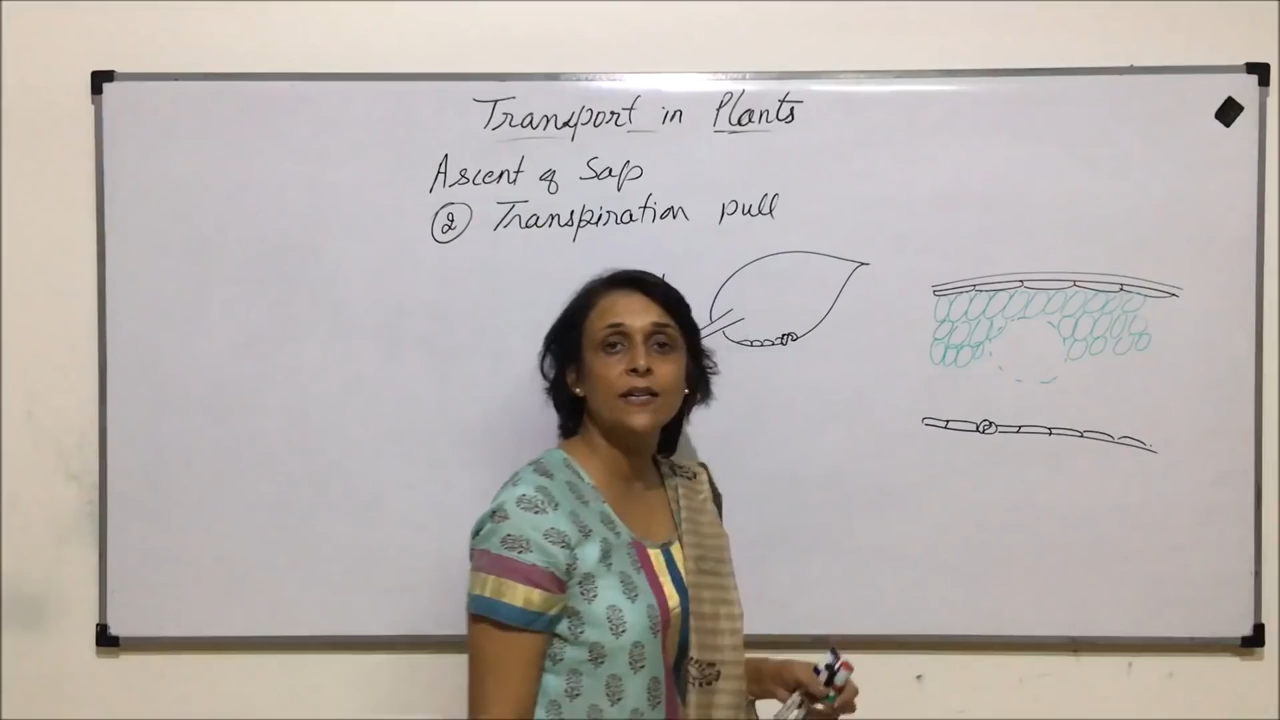 Transport in Plants
Ascent of Sap
② Transpiration pull